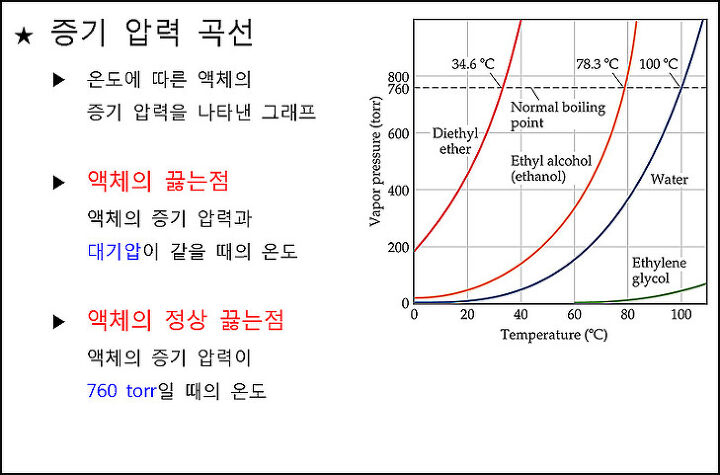 ★ 증기 압력 곡선
▶ 온도에 따른 액체의
증기 압력을 나타낸 그래프
▶ 액체의 끓는점
액체의 증기 압력과
대기압이 같을 때의 온도
▶ 액체의 정상 끓는점
액체의 증기 압력이
760 torr일 때의 온도
Vapor pressure (torr)
800
760
600
400
200
0
34.6 °C
78.3 °C
100 °C
Normal boiling
point
Diethyl
ether
Ethyl alcohol
(ethanol)
Water
Ethylene
glycol
0 20 40 60 80 100
Temperature (°C)